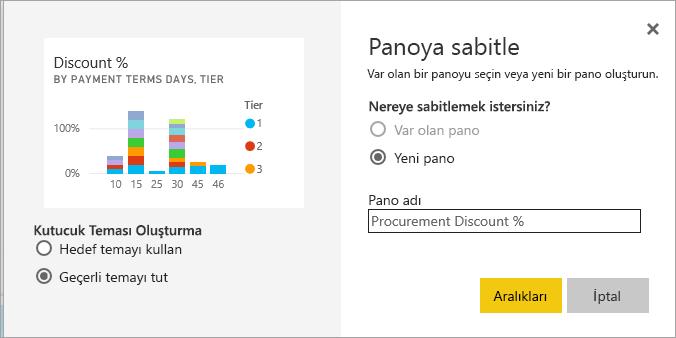 Discount %
BY PAYMENT TERMS DAYS, TIER
Tier
100%
1
2
0%
3
10 15 25 30 45 46
Kutucuk Teması Oluşturma
Hedef temayı kullan
Geçerli temayı tut
Panoya sabitle
Var olan bir panoyu seçin veya yeni bir pano oluşturun.
Nereye sabitlemek istersiniz?
Var olan pano
Yeni pano
Pano adı
Procurement Discount %
Aralıkları İptal